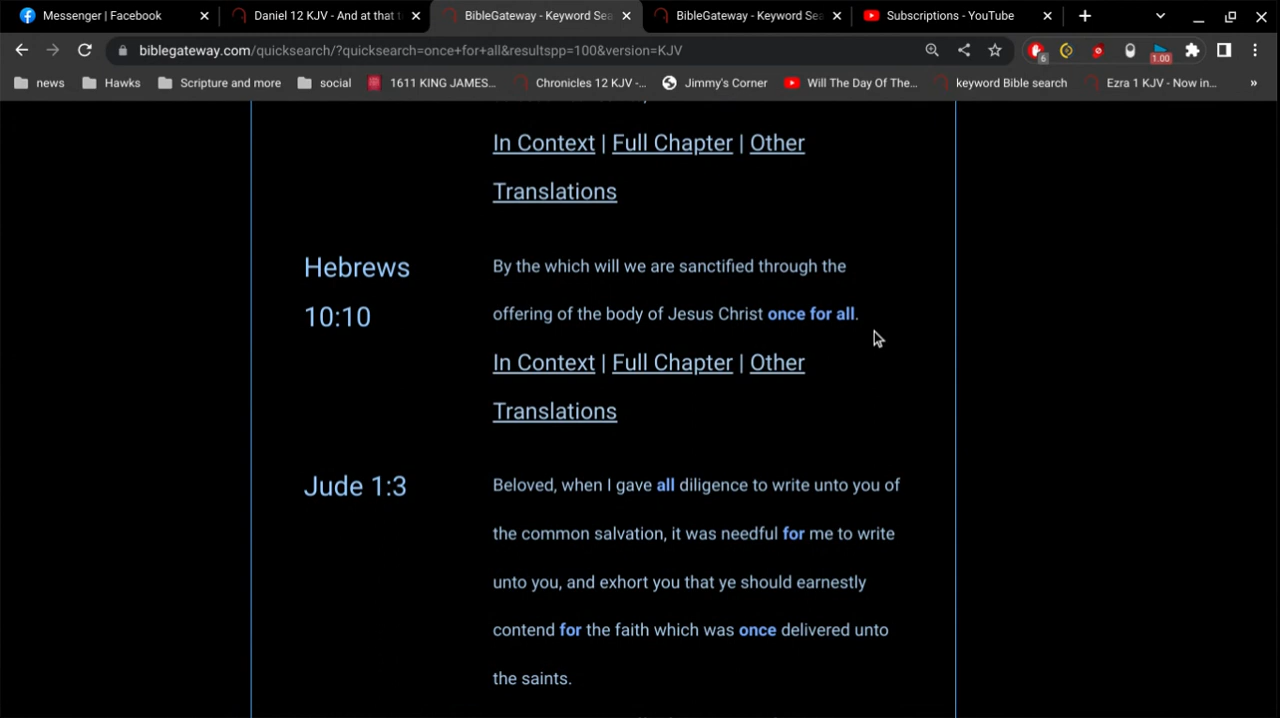 Messenger | Facebook
Daniel 12 KJV - And at that t
BibleGateway - Keyword Sea
BibleGateway - Keyword Sea
Subscriptions - YouTube
biblegateway.com/quicksearch/?quicksearch=once+for+all&resultspp=100&version=KJV
6
1.00
news
Hawks
Scripture and more
social
1611 KING JAMES...
Chronicles 12 KJV -...
Jimmy's Corner
Will The Day Of The...
keyword Bible search
Ezra 1 KJV - Now in...
»
In Context | Full Chapter | Other
Translations
Hebrews
10:10
By the which will we are sanctified through the
offering of the body of Jesus Christ once for all.
In Context | Full Chapter | Other
Translations
Jude 1:3
Beloved, when I gave all diligence to write unto you of
the common salvation, it was needful for me to write
unto you, and exhort you that ye should earnestly
contend for the faith which was once delivered unto
the saints.